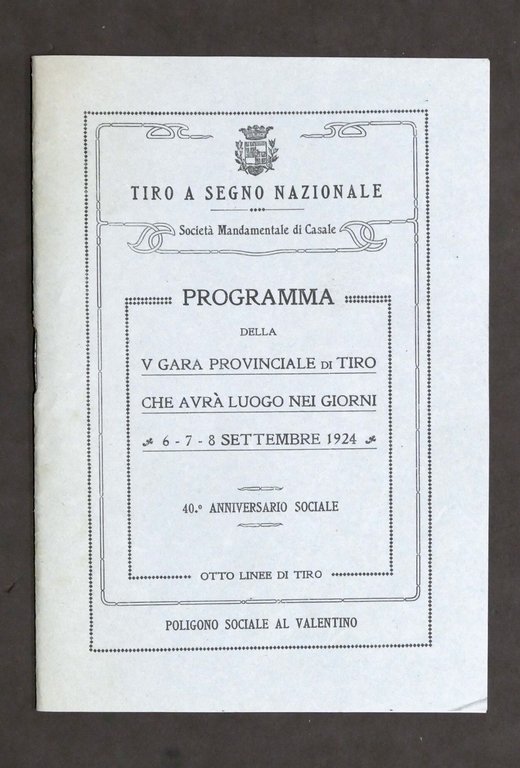 TIRO A SEGNO NAZIONALE
Società Mandamentale di Casale
PROGRAMMA
DELLA
V GARA PROVINCIALE DI TIRO
CHE AVRÀ LUOGO NEI GIORNI
6 - 7 - 8 SETTEMBRE 1924
40.º ANNIVERSARIO SOCIALE
OTTO LINEE DI TIRO
POLIGONO SOCIALE AL VALENTINO